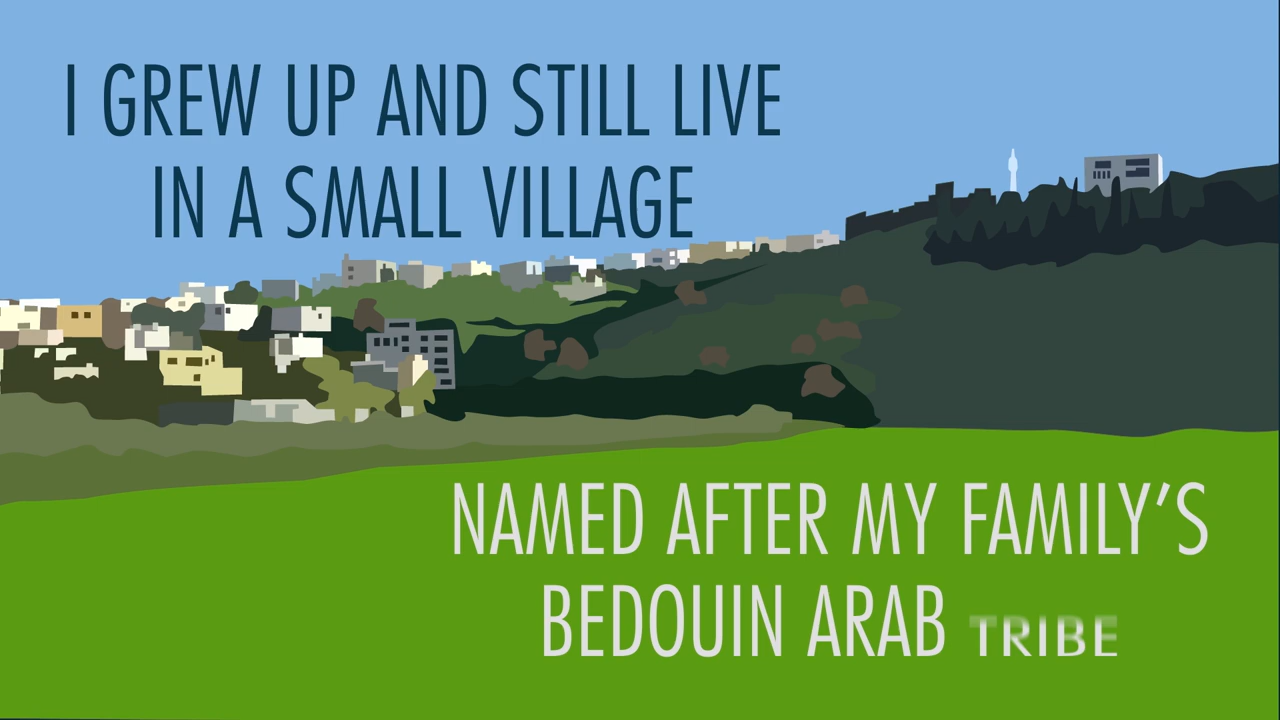 I GREW UP AND STILL LIVE
IN A SMALL VILLAGE
NAMED AFTER MY FAMILY'S
BEDOUIN ARAB TRIBE